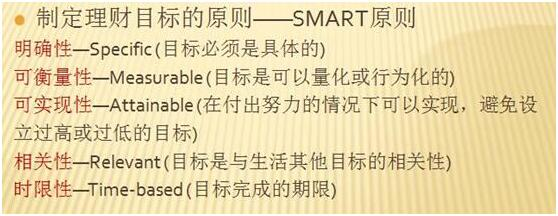 制定理财目标的原则——SMART原则
明确性—Specific(目标必须是具体的)
可衡量性—Measurable(目标是可以量化或行为化的)
可实现性—Attainable(在付出努力的情况下可以实现，避免设
立过高或过低的目标)
相关性—Relevant(目标是与生活其他目标的相关性)
时限性—Time-based(目标完成的期限)